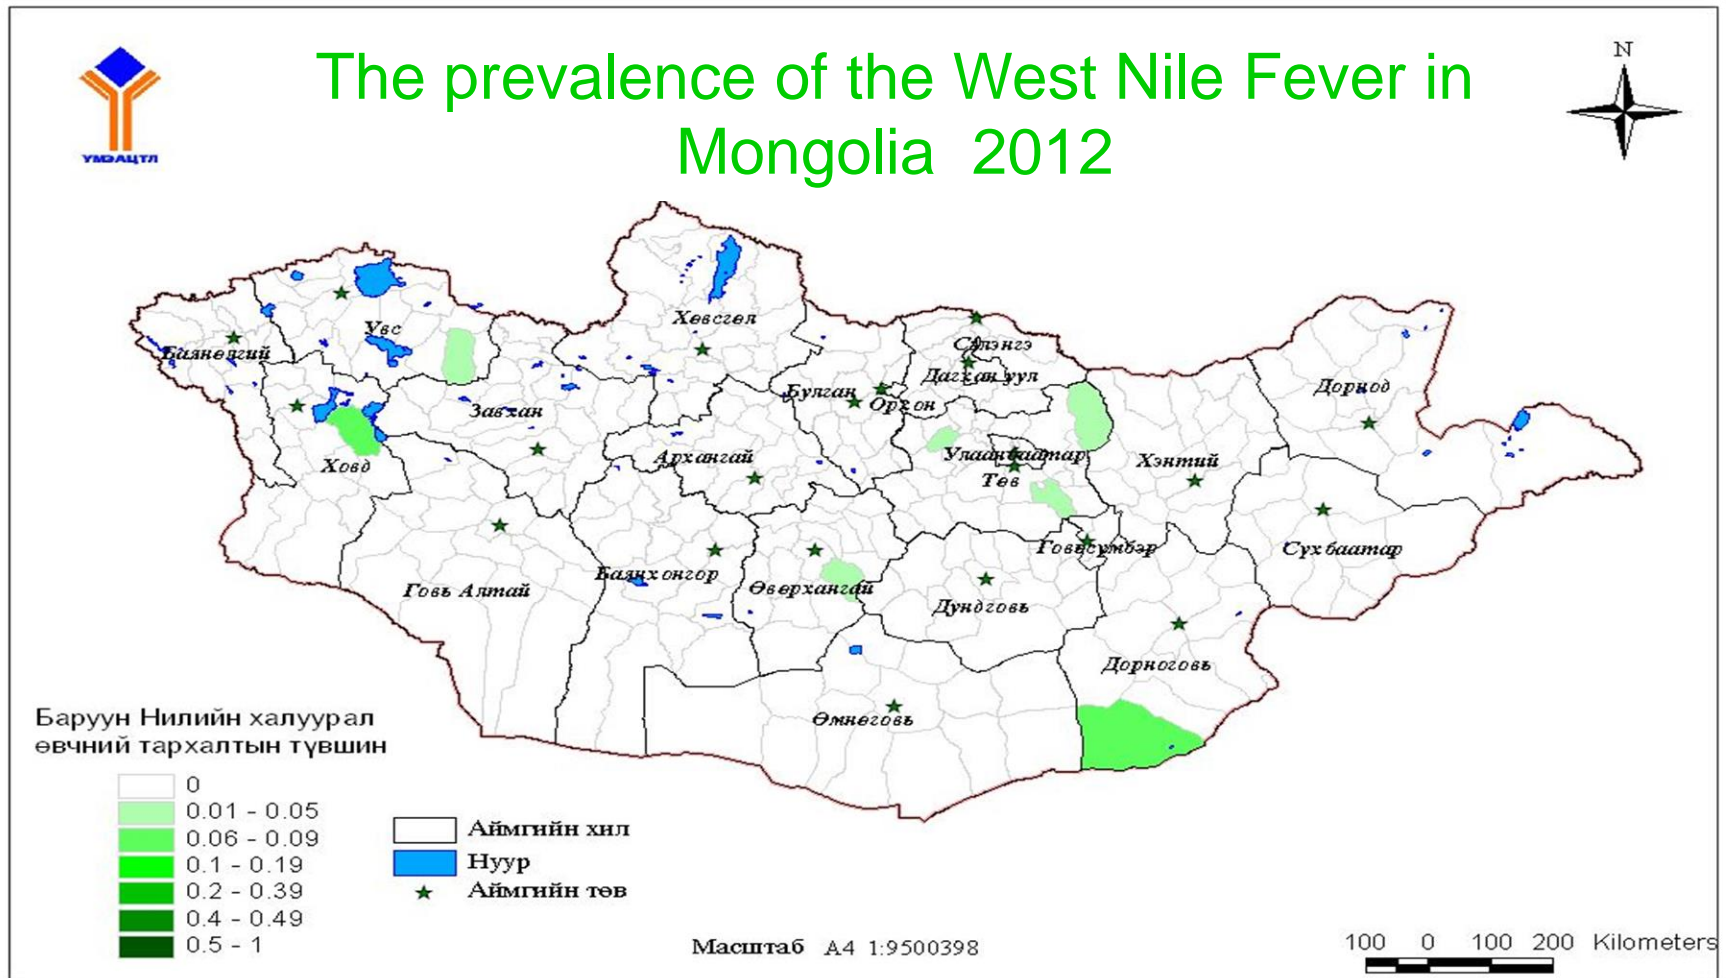 The prevalence of the West Nile Fever in
Mongolia 2012
N
УМЭАЦТЛ
Хөвсгөл
Увс
Баянөлгий
Сэлэнгэ
Дархан уул
Булган
Орхон
Дорнод
Завхан
Архангай
Улаанбаатар
Төв
Хэнтий
Ховд
Говьсүмбэр
Сүхбаатар
Говь Алтай
Баянхонгор
Өвөрхангай
Дундговь
Дорноговь
Өмнөговь
Баруун Нилийн халуурал
өвчний тархалтын түвшин
0
0.01 - 0.05
0.06 - 0.09
0.1 - 0.19
0.2 - 0.39
0.4 - 0.49
0.5 - 1
Аймгийн хил
Нуур
Аймгийн төв
Масштаб А4 1:9500398
100 0 100 200 Kilometers